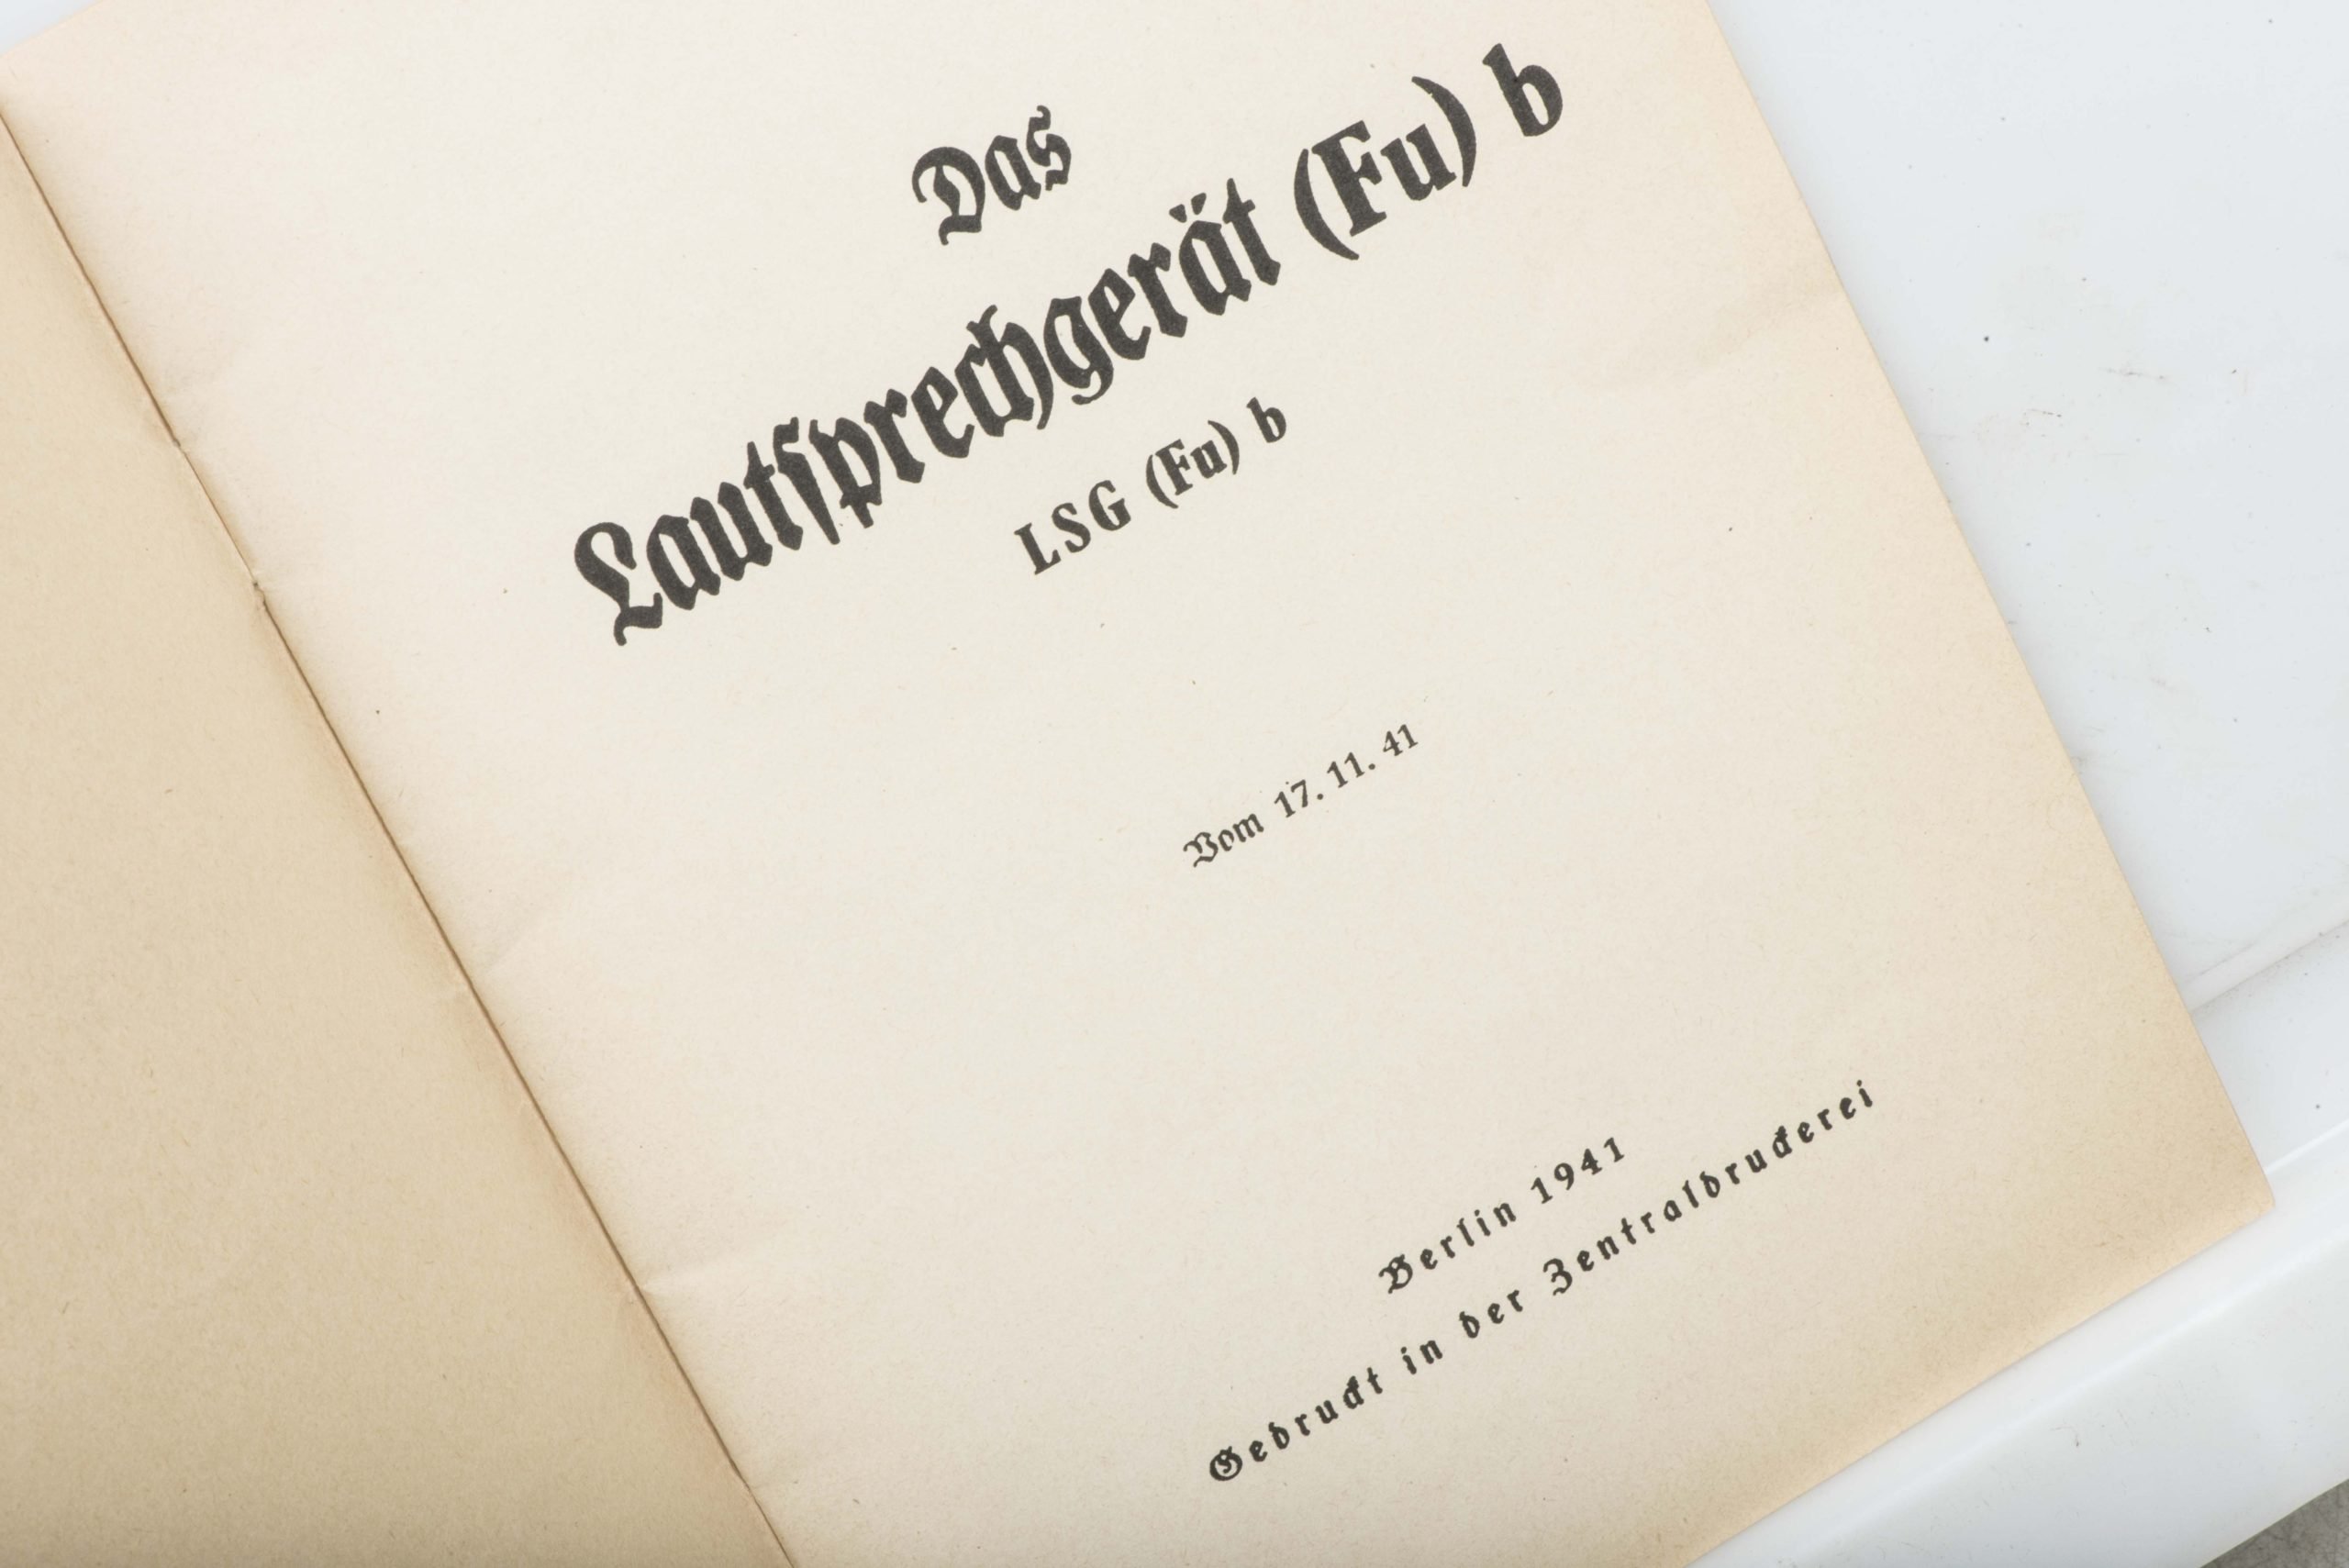 Das
Lautſprechgerät (Fu) b
LSG (Fu) b
Vom 17. 11. 41
Berlin 1941
Gedruckt in der Zentraldruckerei